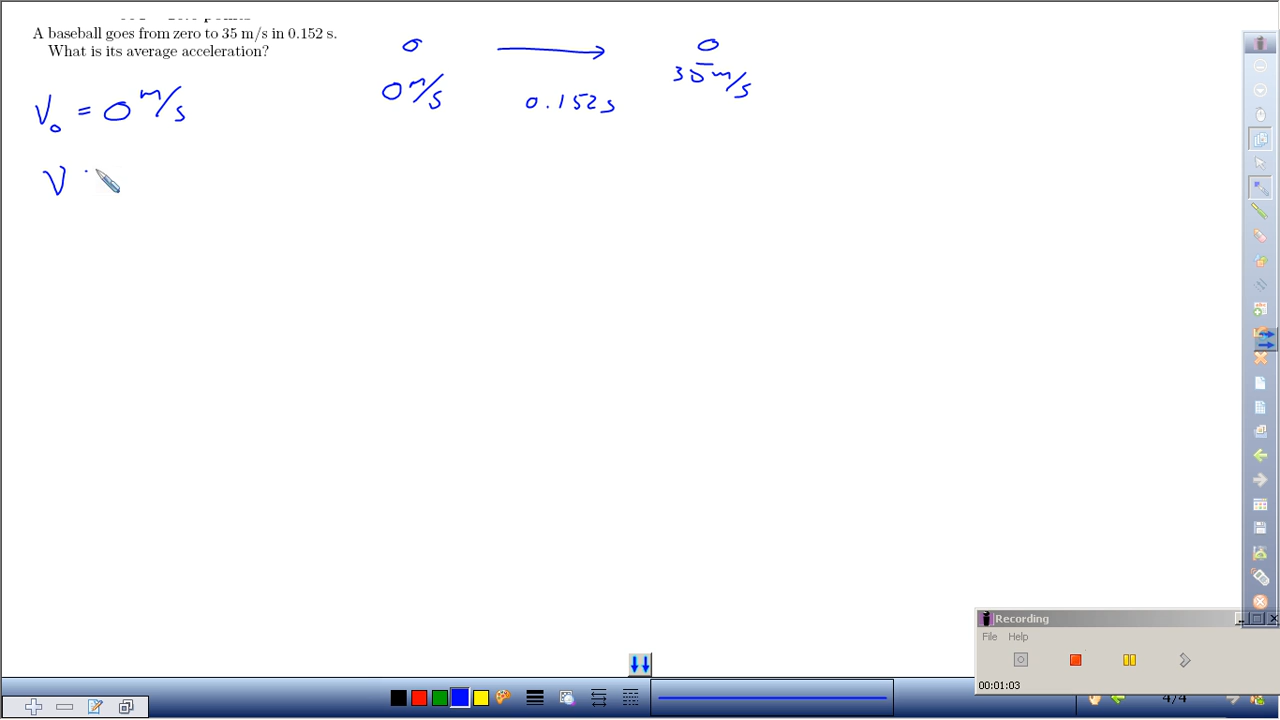 A baseball goes from zero to 35 m/s in 0.152 s.
What is its average acceleration?
0 m/s
0.152 s
35 m/s
V₀ = 0 m/s
V
Recording
File Help
00:01:03
4/4